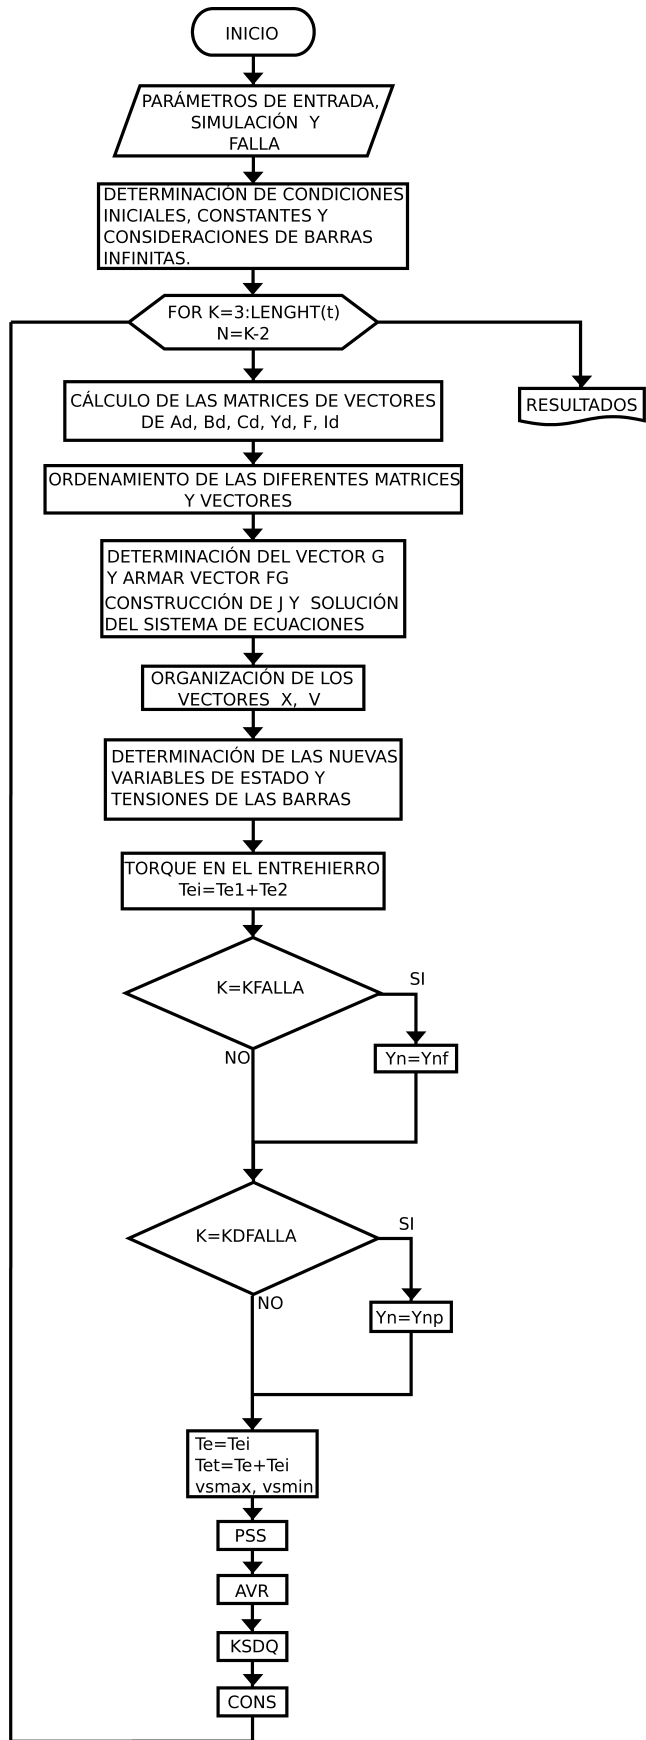 INICIO
PARÁMETROS DE ENTRADA,
SIMULACIÓN Y
FALLA
DETERMINACIÓN DE CONDICIONES
INICIALES, CONSTANTES Y
CONSIDERACIONES DE BARRAS
INFINITAS.
FOR K=3:LENGHT(t)
N=K-2
RESULTADOS
CÁLCULO DE LAS MATRICES DE VECTORES
DE Ad, Bd, Cd, Yd, F, Id
ORDENAMIENTO DE LAS DIFERENTES MATRICES
Y VECTORES
DETERMINACIÓN DEL VECTOR G
Y ARMAR VECTOR FG
CONSTRUCCIÓN DE J Y SOLUCIÓN
DEL SISTEMA DE ECUACIONES
ORGANIZACIÓN DE LOS
VECTORES X, V
DETERMINACIÓN DE LAS NUEVAS
VARIABLES DE ESTADO Y
TENSIONES DE LAS BARRAS
TORQUE EN EL ENTREHIERRO
Tei=Te1+Te2
K=KFALLA
SI
Yn=Ynf
NO
K=KDFALLA
SI
Yn=Ynp
NO
Te=Tei
Tet=Te+Tei
vsmax, vsmin
PSS
AVR
KSDQ
CONS